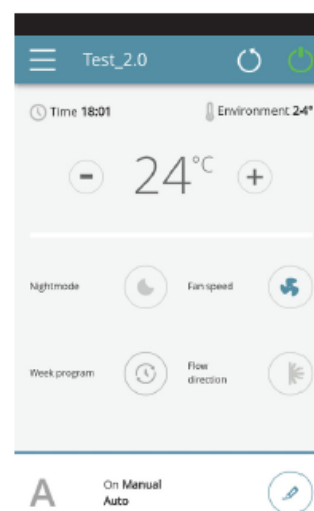 Test_2.0
Time 18:01
Environment 24°
24°C
Nightmode
Fan speed
Week program
Flow
direction
A
On Manual
Auto